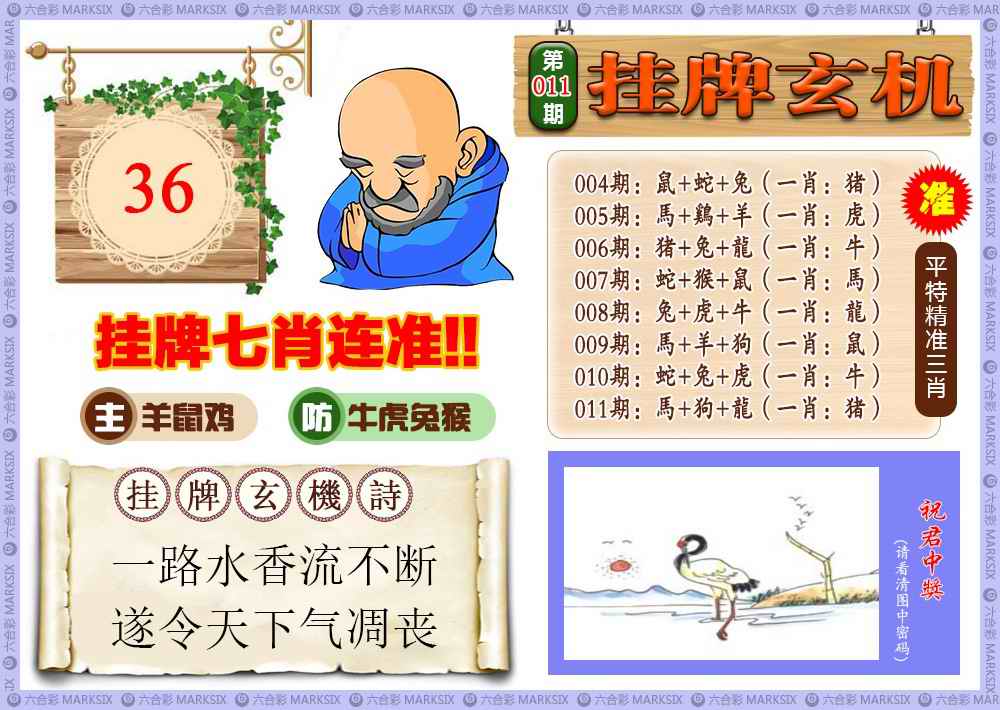 六合彩 MARKSIX
36
第
011
期
挂牌玄机
004期：鼠+蛇+兔（一肖：猪）
005期：馬+鷄+羊（一肖：虎）
006期：猪+兔+龍（一肖：牛）
007期：蛇+猴+鼠（一肖：馬）
008期：兔+虎+牛（一肖：龍）
009期：馬+羊+狗（一肖：鼠）
010期：蛇+兔+虎（一肖：牛）
011期：馬+狗+龍（一肖：猪）
准
平特精准三肖
挂牌七肖连准!!
主 羊鼠鸡
防 牛虎兔猴
挂牌玄機詩
一路水香流不断
遂令天下气凋丧
祝君中獎
（请看清图中密码）